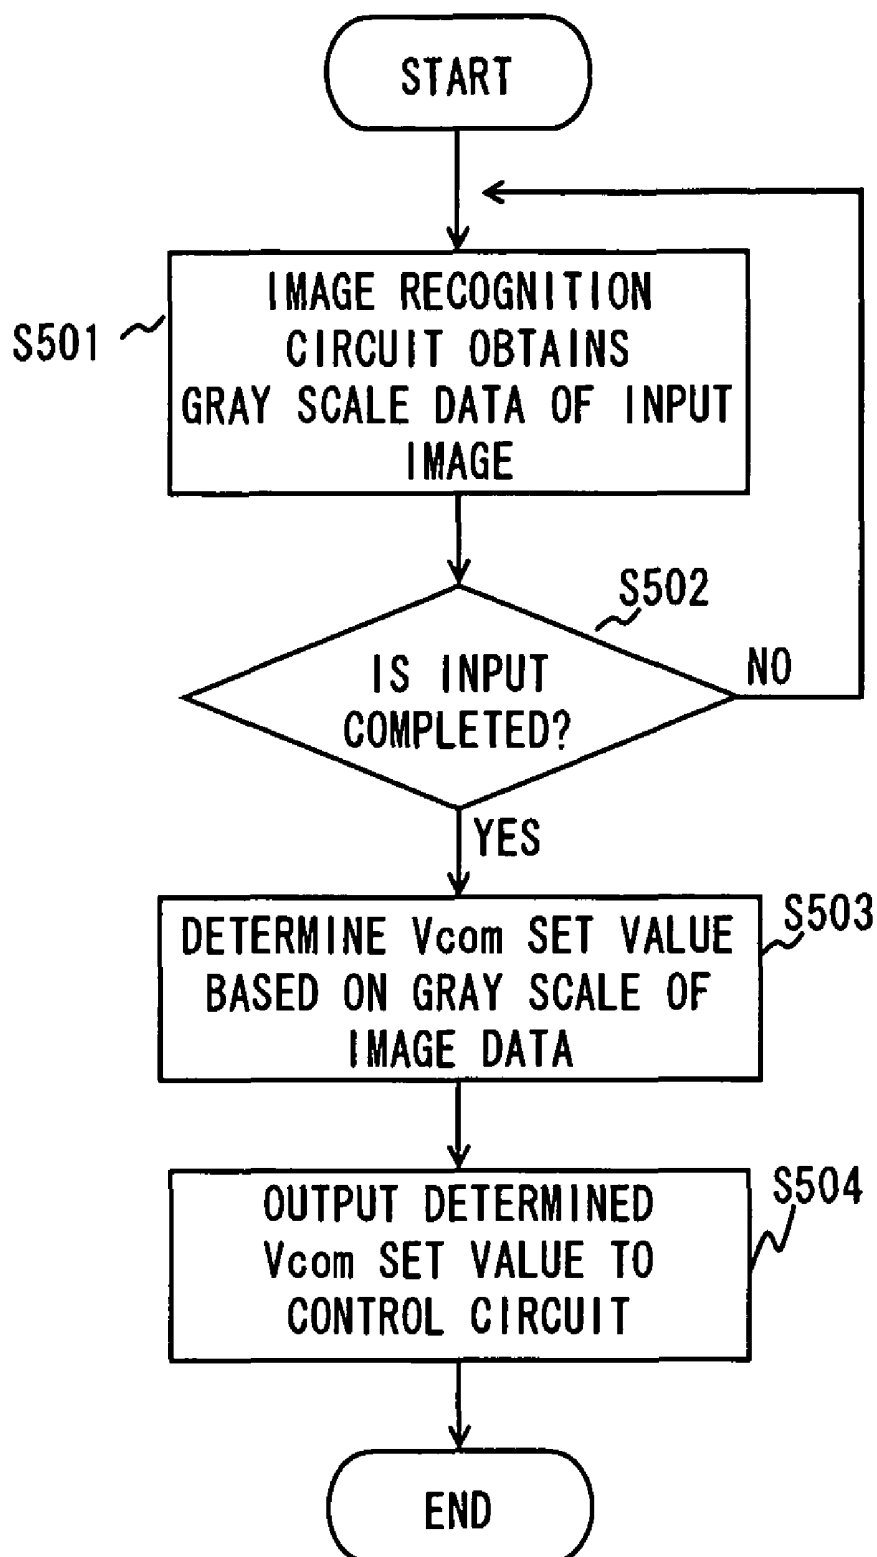 START
IMAGE RECOGNITION
CIRCUIT OBTAINS
GRAY SCALE DATA OF INPUT
IMAGE
S501
S502
IS INPUT
COMPLETED?
NO
YES
S503
DETERMINE Vcom SET VALUE
BASED ON GRAY SCALE OF
IMAGE DATA
S504
OUTPUT DETERMINED
Vcom SET VALUE TO
CONTROL CIRCUIT
END